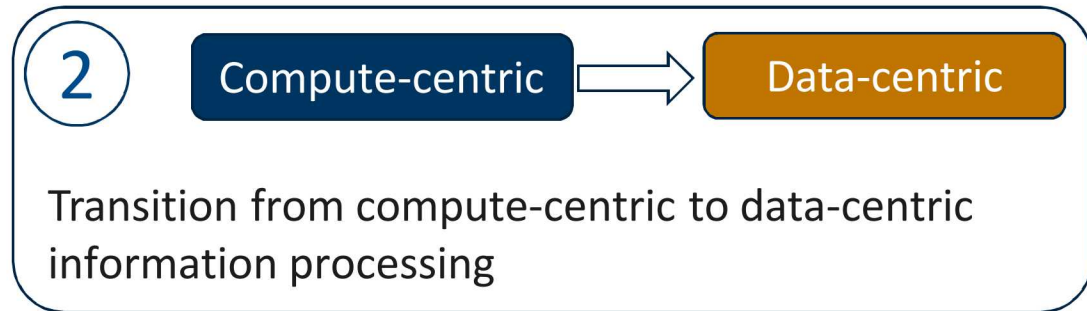 2
Compute-centric
Data-centric
Transition from compute-centric to data-centric
information processing